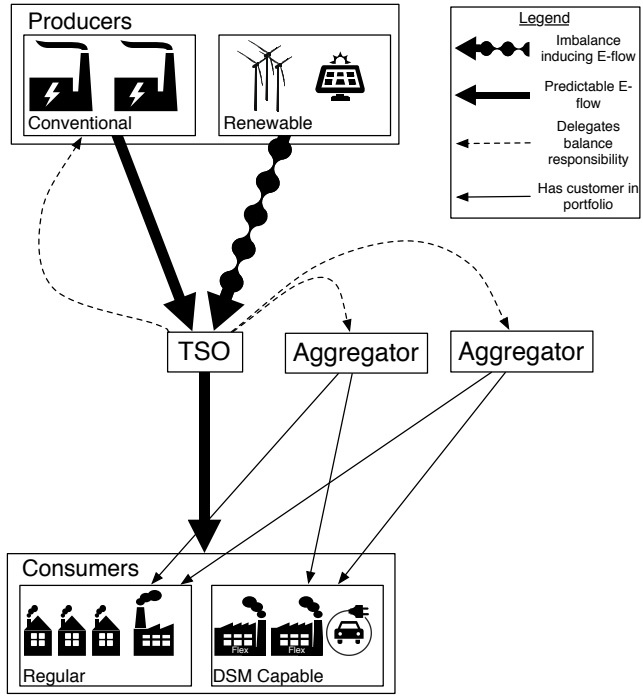 Producers
Conventional
Renewable
Legend
Imbalance
inducing E-flow
Predictable E-
flow
Delegates
balance
responsibility
Has customer in
portfolio
TSO
Aggregator
Aggregator
Consumers
Flex
Flex
Regular
DSM Capable